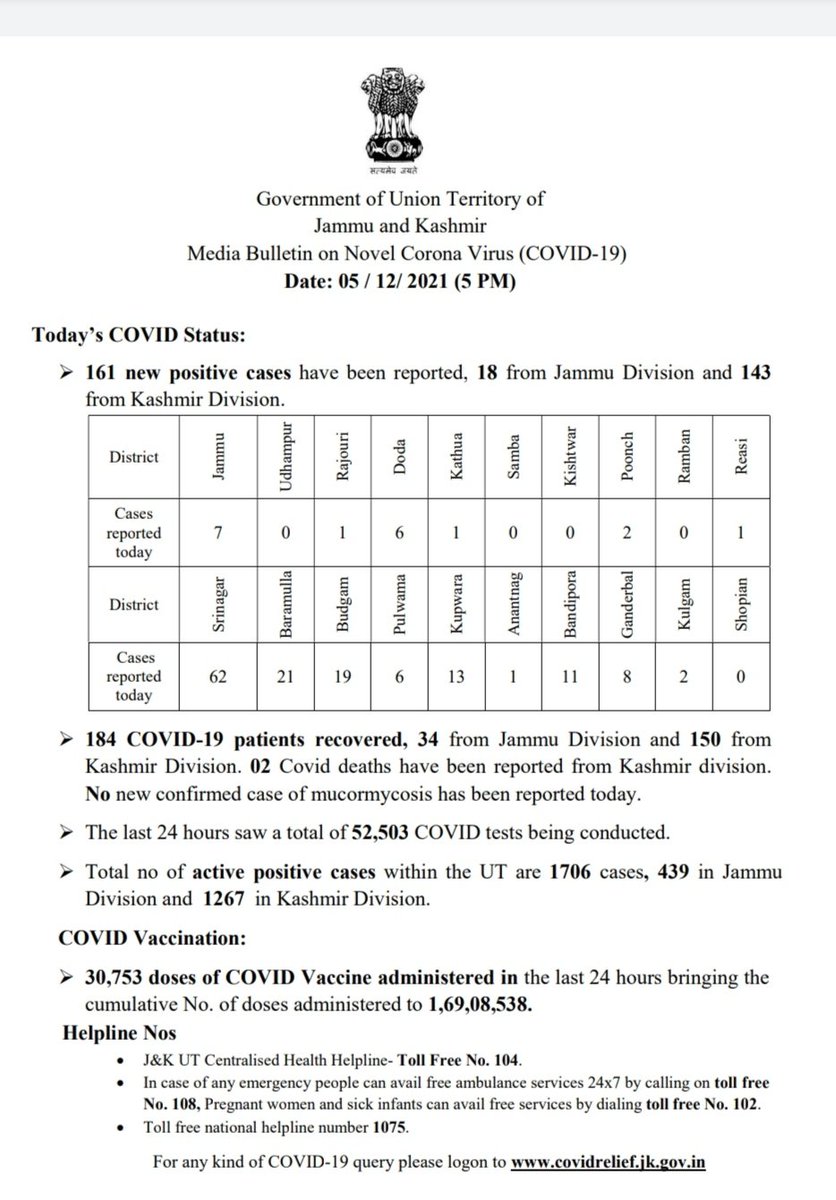 सत्यमेव जयते
Government of Union Territory of
Jammu and Kashmir
Media Bulletin on Novel Corona Virus (COVID-19)
Date: 05 / 12/ 2021 (5 PM)
Today’s COVID Status:
➢ 161 new positive cases have been reported, 18 from Jammu Division and 143
from Kashmir Division.
District Jammu Udhampur Rajouri Doda Kathua Samba Kishtwar Poonch Ramban Reasi
Cases
reported 7 0 1 6 1 0 0 2 0 1
today
District Srinagar Baramulla Budgam Pulwama Kupwara Anantnag Bandipora Ganderbal Kulgam Shopian
Cases
reported 62 21 19 6 13 1 11 8 2 0
today
➢ 184 COVID-19 patients recovered, 34 from Jammu Division and 150 from
Kashmir Division. 02 Covid deaths have been reported from Kashmir division.
No new confirmed case of mucormycosis has been reported today.
➢ The last 24 hours saw a total of 52,503 COVID tests being conducted.
➢ Total no of active positive cases within the UT are 1706 cases, 439 in Jammu
Division and 1267 in Kashmir Division.
COVID Vaccination:
➢ 30,753 doses of COVID Vaccine administered in the last 24 hours bringing the
cumulative No. of doses administered to 1,69,08,538.
Helpline Nos
• J&K UT Centralised Health Helpline- Toll Free No. 104.
• In case of any emergency people can avail free ambulance services 24x7 by calling on toll free
No. 108, Pregnant women and sick infants can avail free services by dialing toll free No. 102.
• Toll free national helpline number 1075.
For any kind of COVID-19 query please logon to www.covidrelief.jk.gov.in